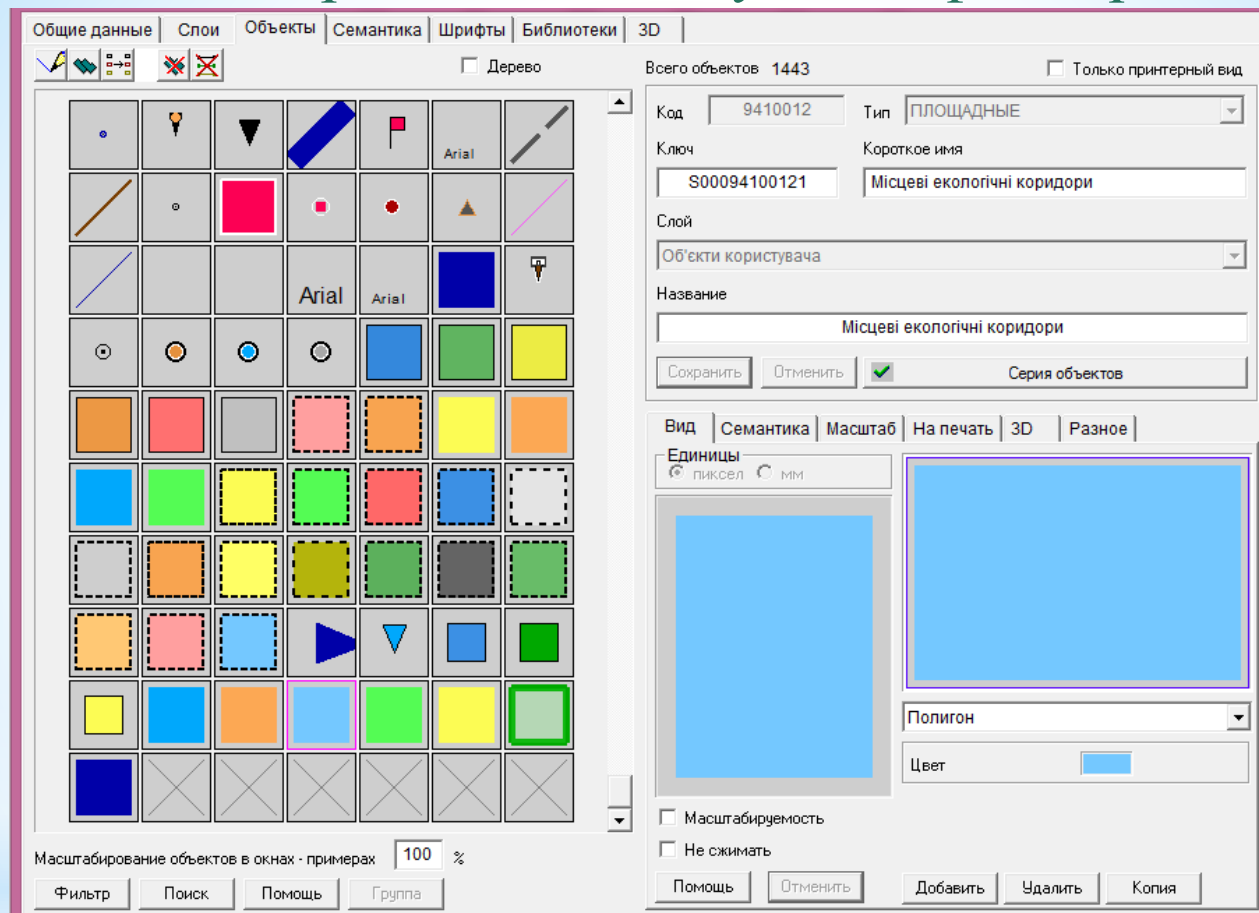 Общие данные Слои Объекты Семантика Шрифты Библиотеки 3D
Дерево
Arial
Arial Arial
Масштабирование объектов в окнах - примерах 100 %
Фильтр Поиск Помощь Группа
Всего объектов 1443 Только принтерный вид
Код 9410012 Тип ПЛОЩАДНЫЕ
Ключ Короткое имя
S00094100121 Місцеві екологічні коридори
Слой
Об'єкти користувача
Название
Місцеві екологічні коридори
Сохранить Отменить Серия объектов
Вид Семантика Масштаб На печать 3D Разное
Единицы
пиксел мм
Полигон
Цвет
Масштабируемость
Не сжимать
Помощь Отменить Добавить Удалить Копия